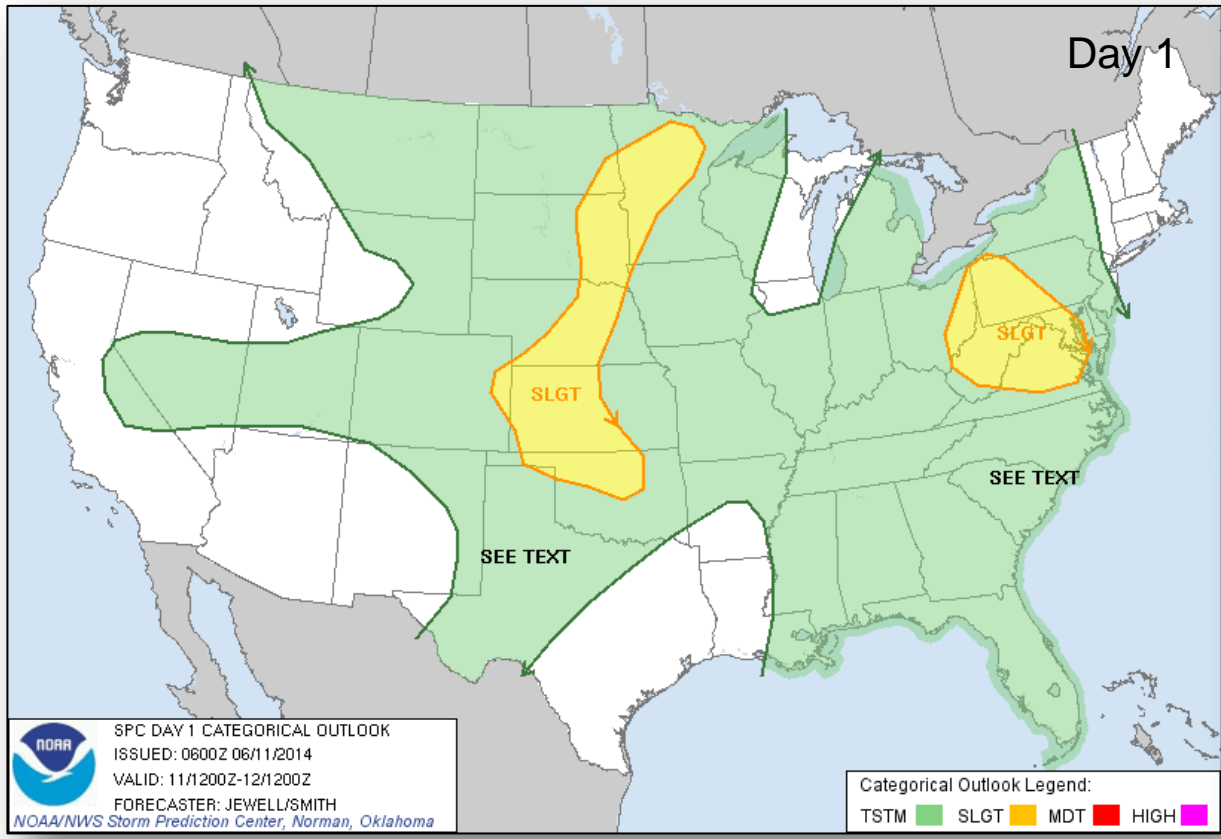 Day 1
SLGT
SLGT
SEE TEXT
SEE TEXT
NOAA
SPC DAY 1 CATEGORICAL OUTLOOK
ISSUED: 0600Z 06/11/2014
VALID: 11/1200Z-12/1200Z
FORECASTER: JEWELL/SMITH
NOAA/NWS Storm Prediction Center, Norman, Oklahoma
Categorical Outlook Legend:
TSTM SLGT MDT HIGH